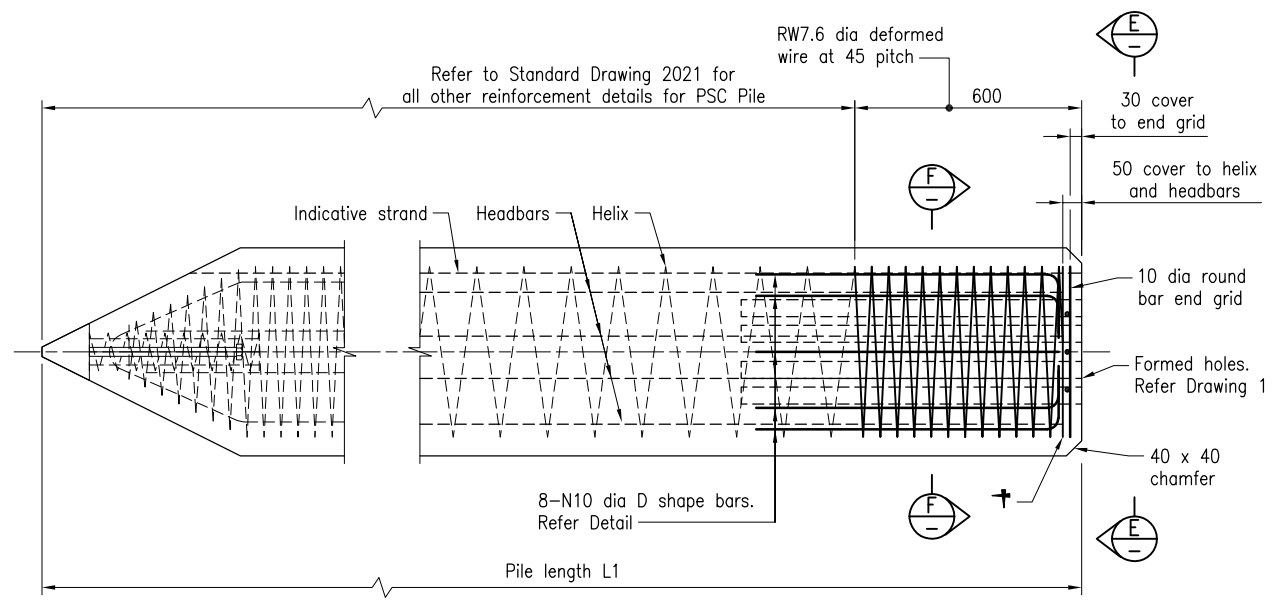 RW7.6 dia deformed
wire at 45 pitch
E
–
Refer to Standard Drawing 2021 for
all other reinforcement details for PSC Pile
600
30 cover
to end grid
F
–
50 cover to helix
and headbars
Indicative strand
Headbars
Helix
10 dia round
bar end grid
Formed holes.
Refer Drawing 1
40 x 40
chamfer
8-N10 dia D shape bars.
Refer Detail
F
–
E
–
Pile length L1